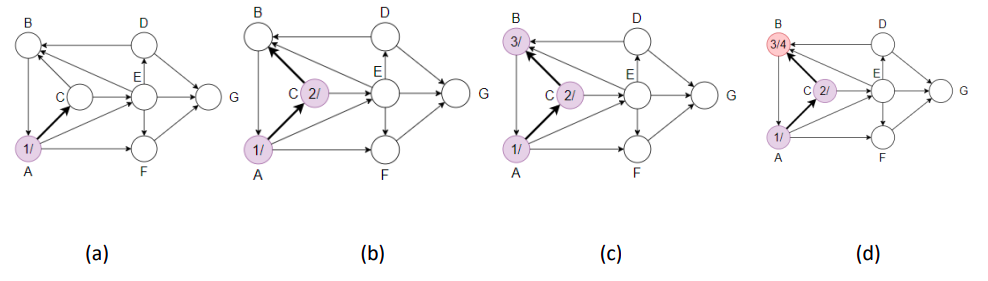 B D
E
C G
1/
A F
(a)
B D
E
C 2/ G
1/
A F
(b)
B D
3/
E
C 2/ G
1/
A F
(c)
B D
3/4
E
C 2/ G
1/
A F
(d)